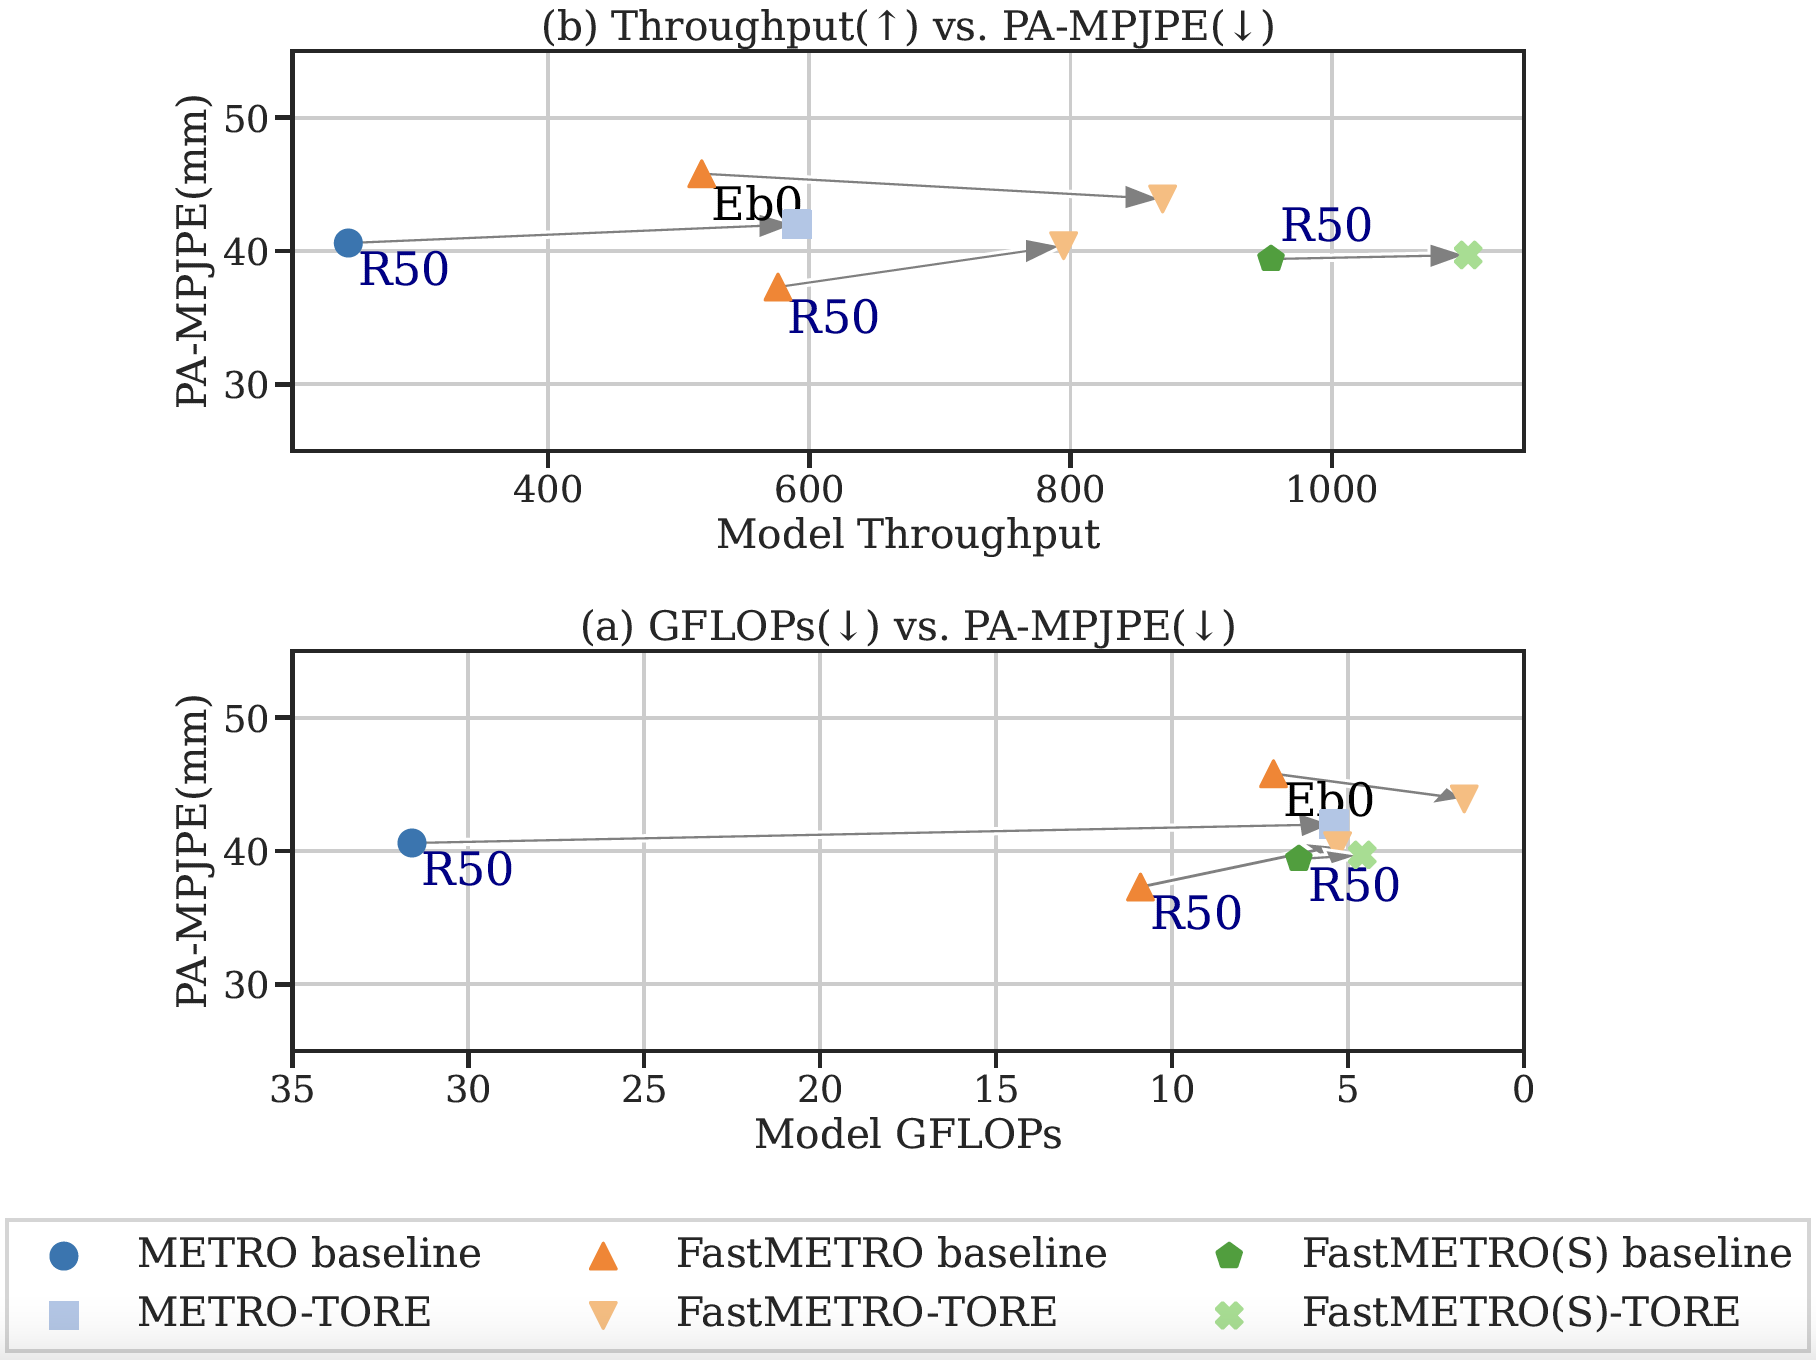 (b) Throughput(↑) vs. PA-MPJPE(↓)
PA-MPJPE(mm)
50
40
30
Eb0
R50
R50
R50
400 600 800 1000
Model Throughput
(a) GFLOPs(↓) vs. PA-MPJPE(↓)
PA-MPJPE(mm)
50
40
30
Eb0
R50
R50
R50
35 30 25 20 15 10 5 0
Model GFLOPs
METRO baseline FastMETRO baseline FastMETRO(S) baseline
METRO-TORE FastMETRO-TORE FastMETRO(S)-TORE